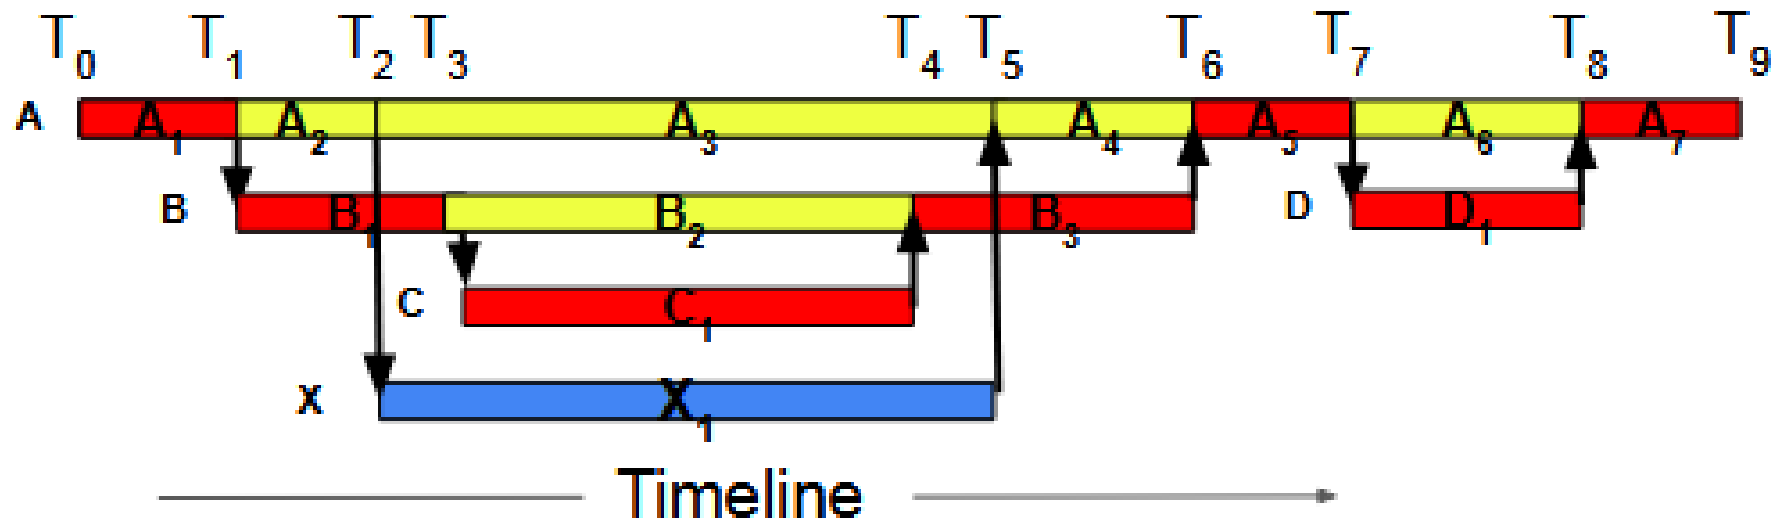 T0 T1 T2 T3 T4 T5 T6 T7 T8 T9
A A1 A2 A3 A4 A5 A6 A7
B B1 B2 B3 D D1
C C1
X X1
Timeline